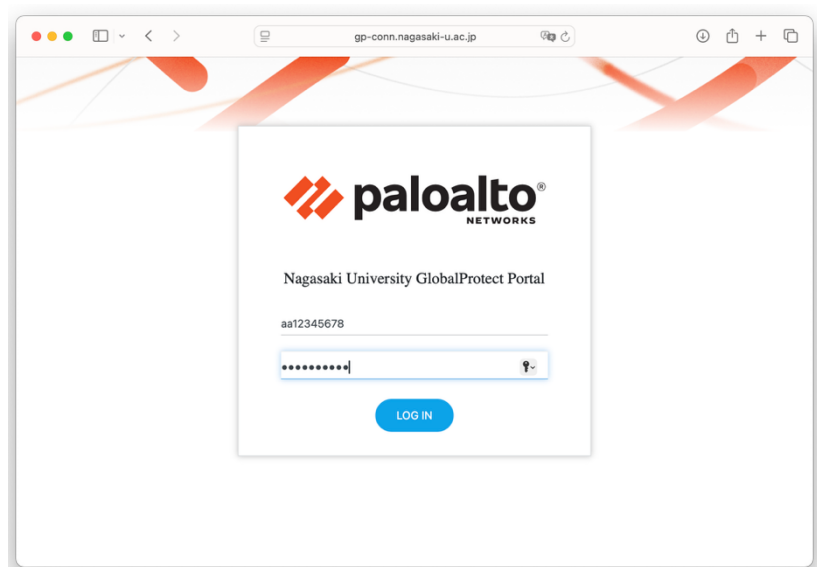 gp-conn.nagasaki-u.ac.jp
paloalto®
NETWORKS
Nagasaki University GlobalProtect Portal
aa12345678
••••••••••
LOG IN